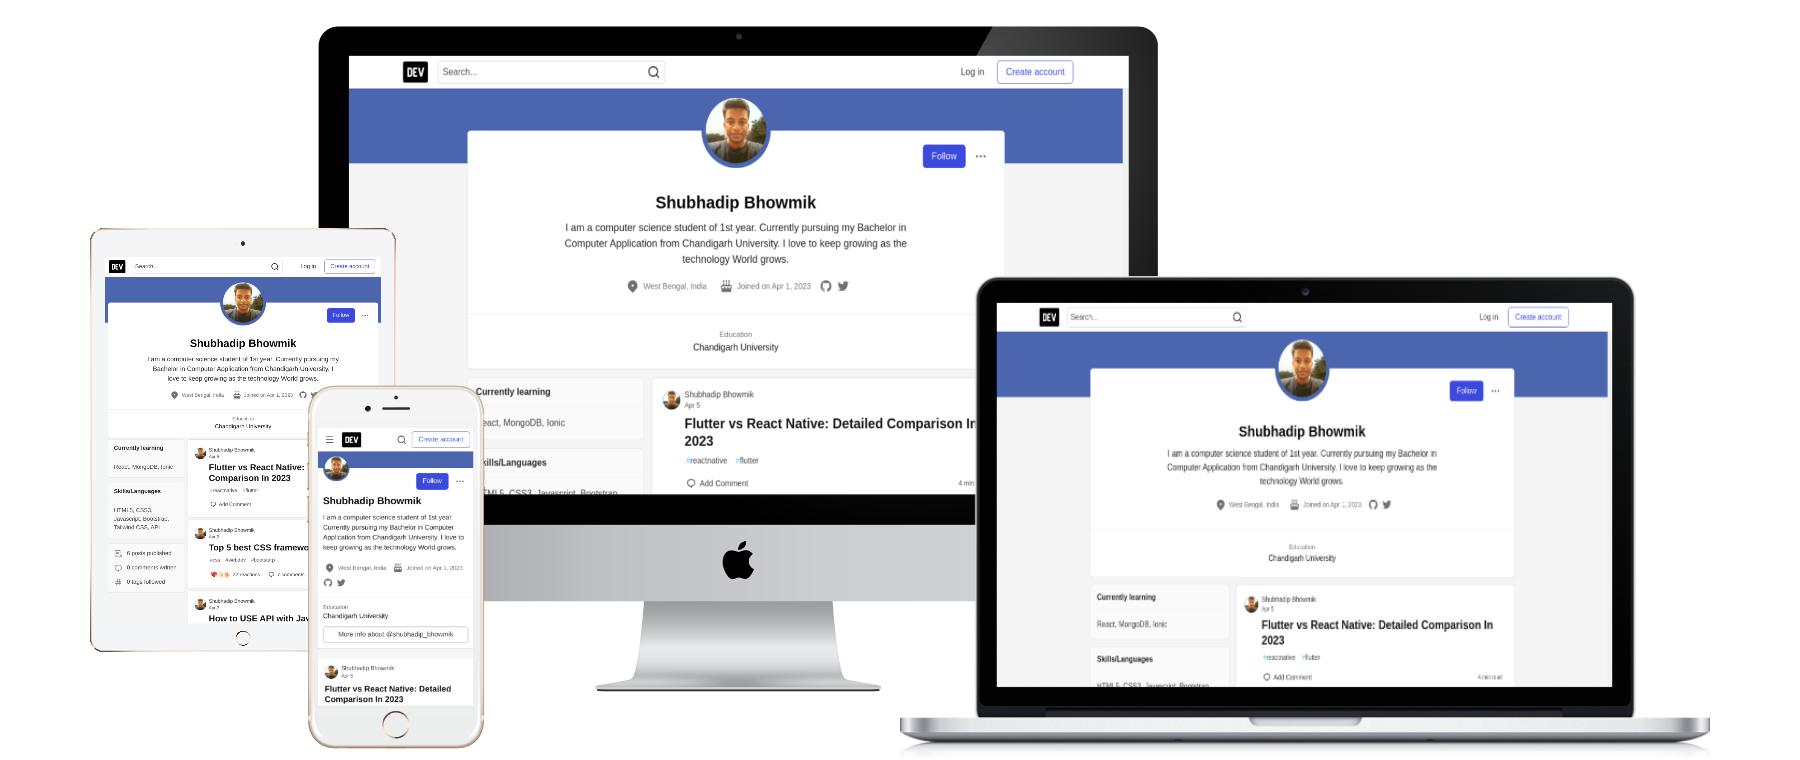 DEV
Search...
Log in
Create account
Follow
Shubhadip Bhowmik
I am a computer science student of 1st year. Currently pursuing my Bachelor in
Computer Application from Chandigarh University. I love to keep growing as the
technology World grows.
West Bengal, India
Joined on Apr 1, 2023
Education
Chandigarh University
Currently learning
React, MongoDB, Ionic
Skills/Languages
HTML5, CSS3, Javascript, Bootstrap
Shubhadip Bhowmik
Apr 5
Flutter vs React Native: Detailed Comparison In
2023
#reactnative #flutter
Add Comment
4 min
DEV
Search...
Log in
Create account
Follow
Shubhadip Bhowmik
I am a computer science student of 1st year. Currently pursuing my
Bachelor in Computer Application from Chandigarh University. I
love to keep growing as the technology World grows.
West Bengal, India
Joined on Apr 1, 2023
Education
Chandigarh University
Currently learning
React, MongoDB, Ionic
Skills/Languages
HTML5, CSS3,
Javascript, Bootstrap,
Tailwind CSS, API
6 posts published
0 comments written
0 tags followed
Shubhadip Bhowmik
Apr 5
Flutter vs React Native:
Comparison In 2023
#reactnative #flutter
Add Comment
Shubhadip Bhowmik
Apr 2
Top 5 best CSS framewo
#css #webdev #bootstarp
22 reactions
7 comments
Shubhadip Bhowmik
Apr 2
How to USE API with Jav
DEV
Create account
Follow
Shubhadip Bhowmik
I am a computer science student of 1st year.
Currently pursuing my Bachelor in Computer
Application from Chandigarh University. I love to
keep growing as the technology World grows.
West Bengal, India
Joined on Apr 1, 2023
Education
Chandigarh University
More info about @shubhadip_bhowmik
Shubhadip Bhowmik
Apr 5
Flutter vs React Native: Detailed
Comparison In 2023
DEV
Search...
Log in
Create account
Follow
Shubhadip Bhowmik
I am a computer science student of 1st year. Currently pursuing my Bachelor in
Computer Application from Chandigarh University. I love to keep growing as the
technology World grows.
West Bengal, India
Joined on Apr 1, 2023
Education
Chandigarh University
Currently learning
React, MongoDB, Ionic
Skills/Languages
HTML5, CSS3, Javascript, Bootstrap
Shubhadip Bhowmik
Apr 5
Flutter vs React Native: Detailed Comparison In
2023
#reactnative #flutter
Add Comment
4 min read